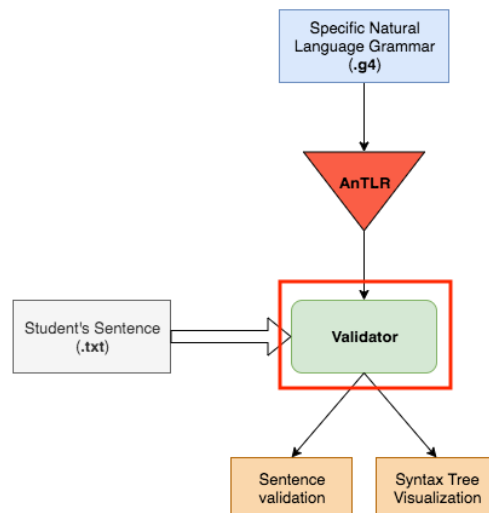 Specific Natural
Language Grammar
(.g4)
AnTLR
Student's Sentence
(.txt)
Validator
Sentence
validation
Syntax Tree
Visualization